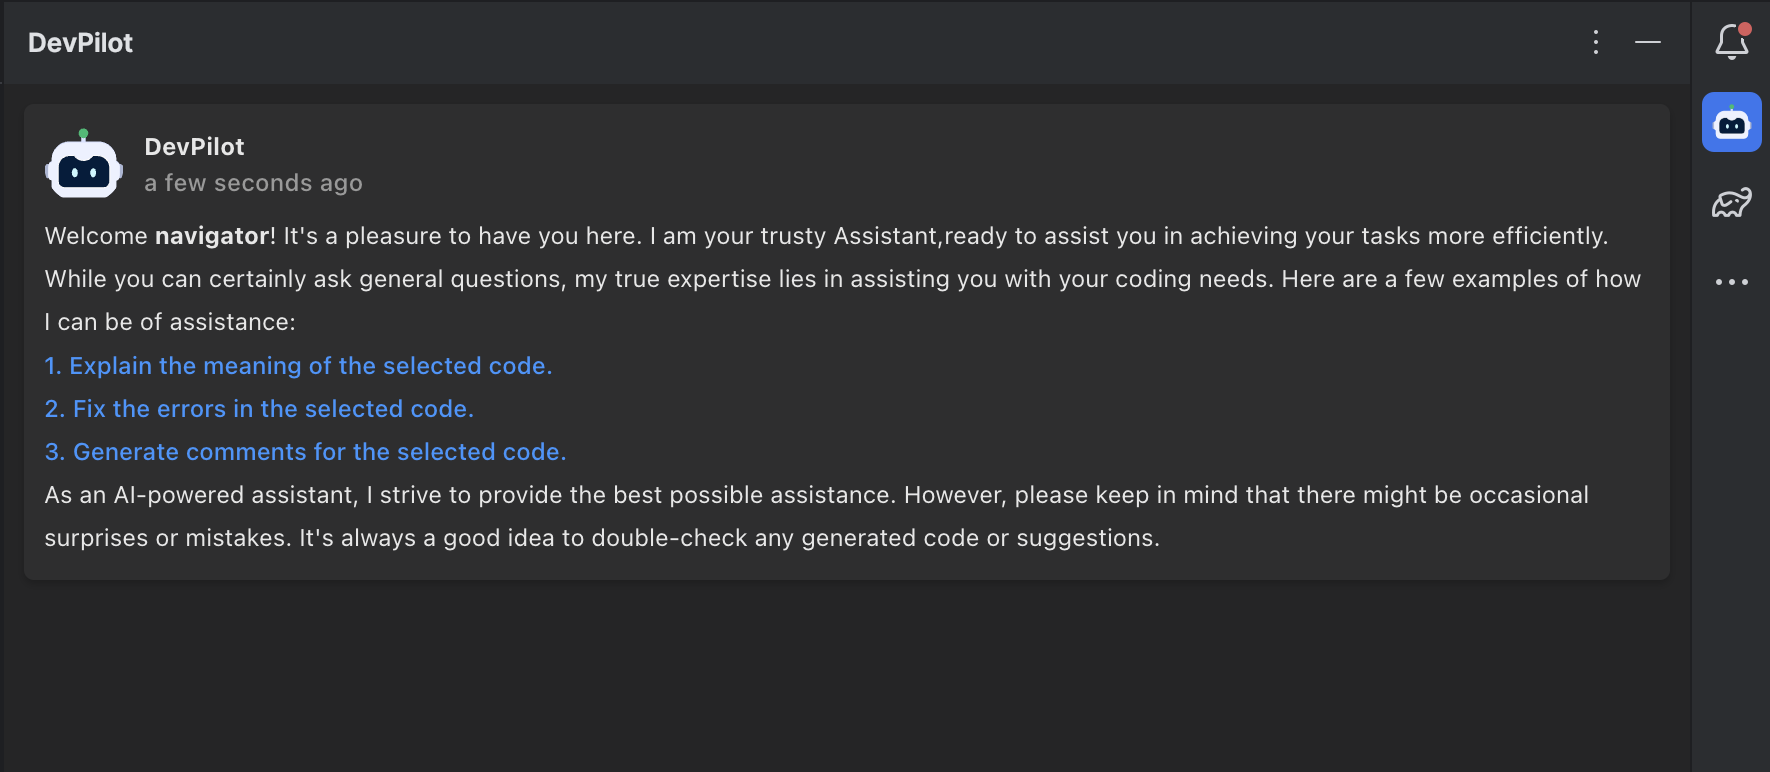 DevPilot
DevPilot
a few seconds ago
Welcome navigator! It's a pleasure to have you here. I am your trusty Assistant,ready to assist you in achieving your tasks more efficiently.
While you can certainly ask general questions, my true expertise lies in assisting you with your coding needs. Here are a few examples of how
I can be of assistance:
1. Explain the meaning of the selected code.
2. Fix the errors in the selected code.
3. Generate comments for the selected code.
As an AI-powered assistant, I strive to provide the best possible assistance. However, please keep in mind that there might be occasional
surprises or mistakes. It's always a good idea to double-check any generated code or suggestions.